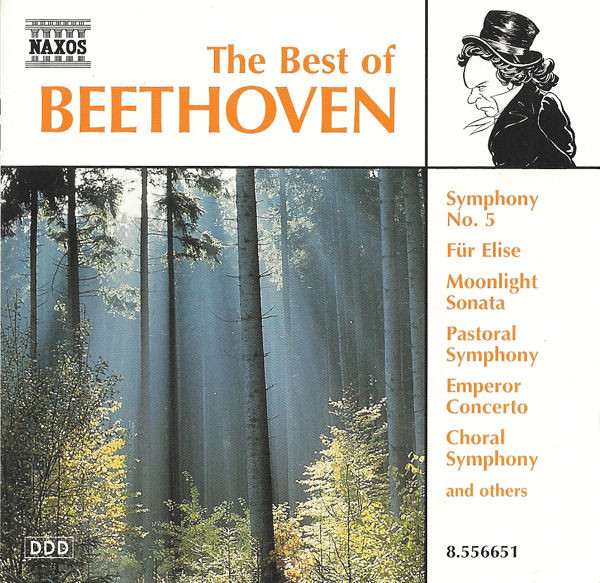 NAXOS
The Best of
BEETHOVEN
Symphony
No. 5
Für Elise
Moonlight
Sonata
Pastoral
Symphony
Emperor
Concerto
Choral
Symphony
and others
DDD
8.556651